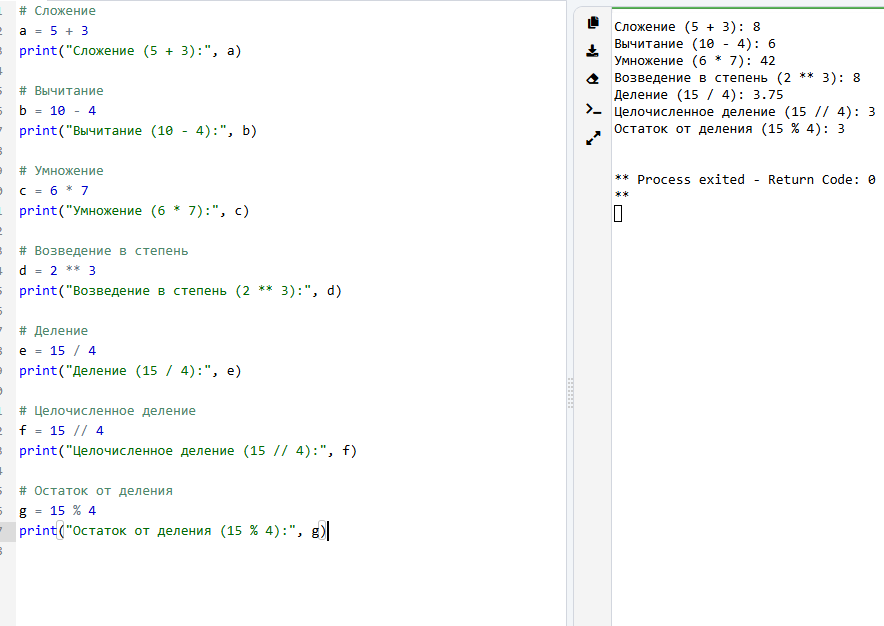 # Сложение
a = 5 + 3
print("Сложение (5 + 3):", a)
# Вычитание
b = 10 - 4
print("Вычитание (10 - 4):", b)
# Умножение
c = 6 * 7
print("Умножение (6 * 7):", c)
# Возведение в степень
d = 2 ** 3
print("Возведение в степень (2 ** 3):", d)
# Деление
e = 15 / 4
print("Деление (15 / 4):", e)
# Целочисленное деление
f = 15 // 4
print("Целочисленное деление (15 // 4):", f)
# Остаток от деления
g = 15 % 4
print("Остаток от деления (15 % 4):", g)
Сложение (5 + 3): 8
Вычитание (10 - 4): 6
Умножение (6 * 7): 42
Возведение в степень (2 ** 3): 8
Деление (15 / 4): 3.75
Целочисленное деление (15 // 4): 3
Остаток от деления (15 % 4): 3
** Process exited - Return Code: 0
**